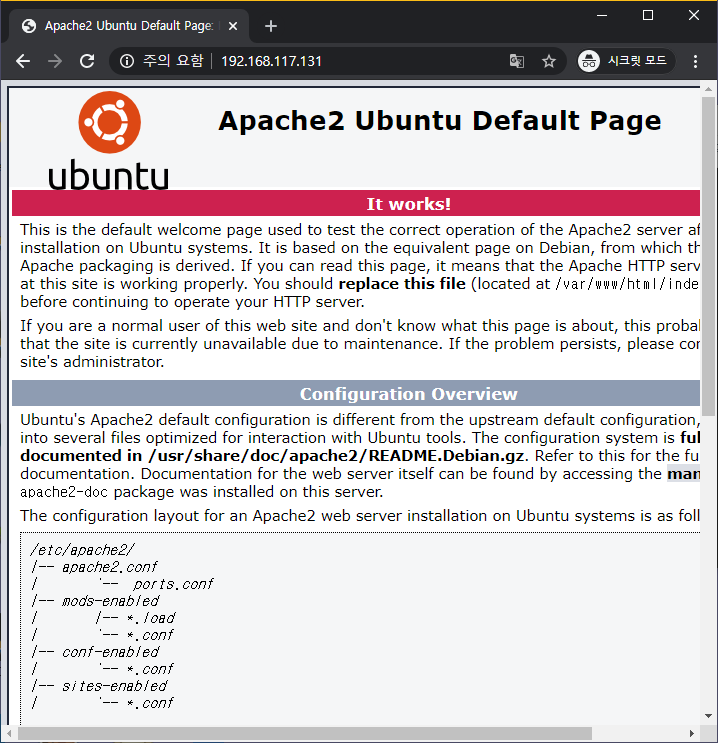 Apache2 Ubuntu Default Page:
주의 요함 192.168.117.131 시크릿 모드
ubuntu
Apache2 Ubuntu Default Page
It works!
This is the default welcome page used to test the correct operation of the Apache2 server af
installation on Ubuntu systems. It is based on the equivalent page on Debian, from which th
Apache packaging is derived. If you can read this page, it means that the Apache HTTP serv
at this site is working properly. You should replace this file (located at /var/www/html/inde
before continuing to operate your HTTP server.
If you are a normal user of this web site and don't know what this page is about, this probal
that the site is currently unavailable due to maintenance. If the problem persists, please cor
site's administrator.
Configuration Overview
Ubuntu's Apache2 default configuration is different from the upstream default configuration,
into several files optimized for interaction with Ubuntu tools. The configuration system is ful
documented in /usr/share/doc/apache2/README.Debian.gz. Refer to this for the fu
documentation. Documentation for the web server itself can be found by accessing the man
apache2-doc package was installed on this server.
The configuration layout for an Apache2 web server installation on Ubuntu systems is as foll
/etc/apache2/
|-- apache2.conf
|       `--  ports.conf
|-- mods-enabled
|       |-- *.load
|       `-- *.conf
|-- conf-enabled
|       `-- *.conf
|-- sites-enabled
|       `-- *.conf